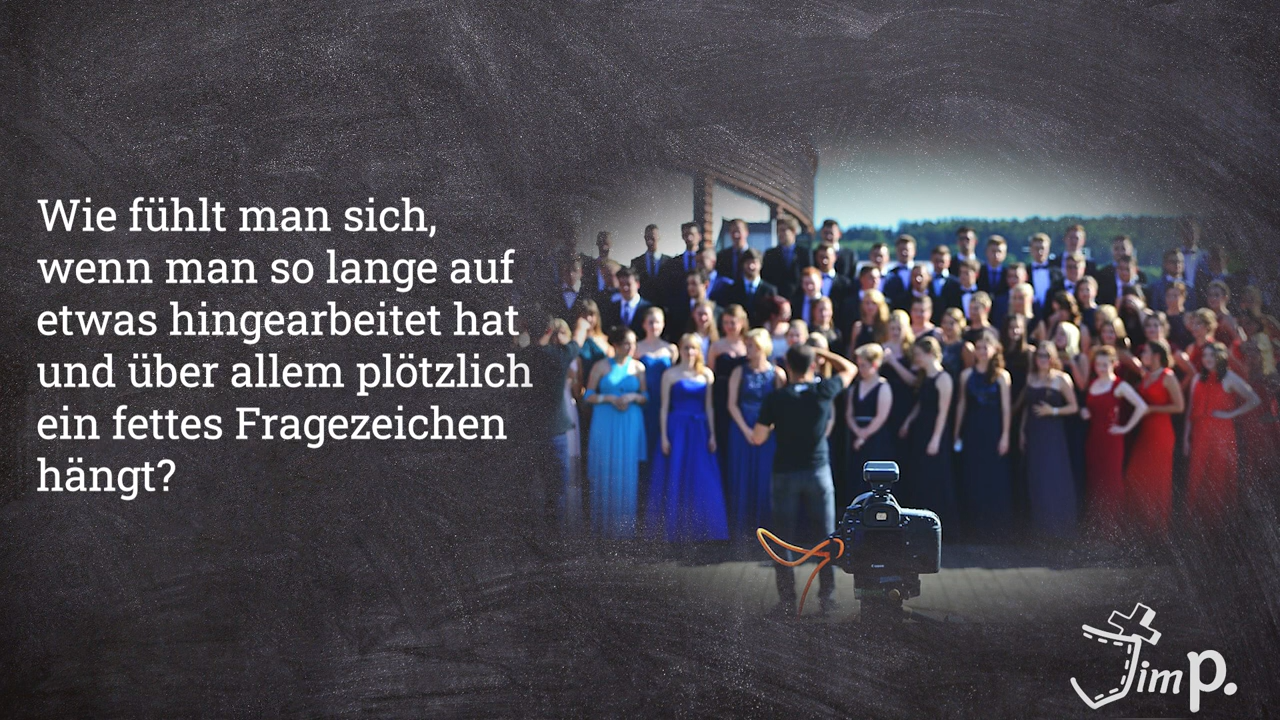 Wie fühlt man sich,
wenn man so lange auf
etwas hingearbeitet hat
und über allem plötzlich
ein fettes Fragezeichen
hängt?
Jim P.